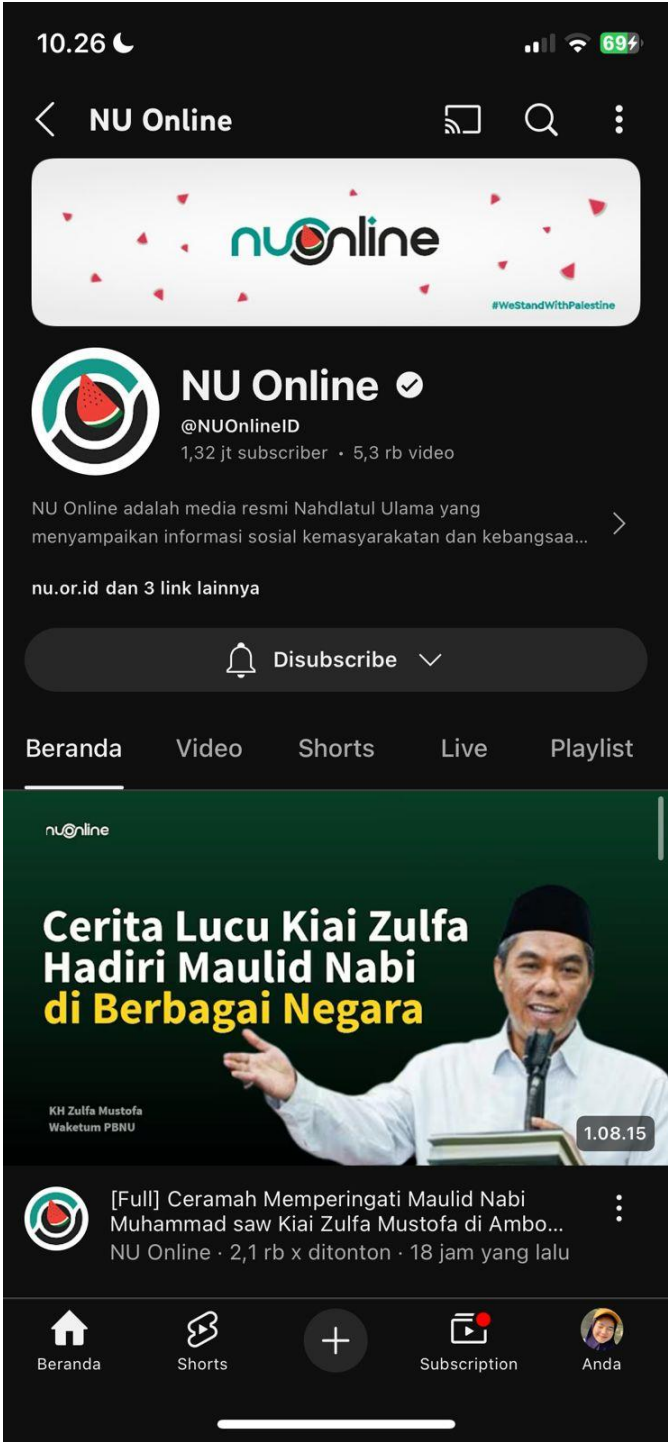 10.26
69
NU Online
nuonline
#WeStandWithPalestine
NU Online
@NUOnlineID
1,32 jt subscriber • 5,3 rb video
NU Online adalah media resmi Nahdlatul Ulama yang
menyampaikan informasi sosial kemasyarakatan dan kebangsaa...
nu.or.id dan 3 link lainnya
Disubscribe
Beranda Video Shorts Live Playlist
nuonline
Cerita Lucu Kiai Zulfa
Hadiri Maulid Nabi
di Berbagai Negara
KH Zulfa Mustofa
Waketum PBNU
1.08.15
[Full] Ceramah Memperingati Maulid Nabi
Muhammad saw Kiai Zulfa Mustofa di Ambo...
NU Online · 2,1 rb x ditonton · 18 jam yang lalu
Beranda Shorts Subscription Anda